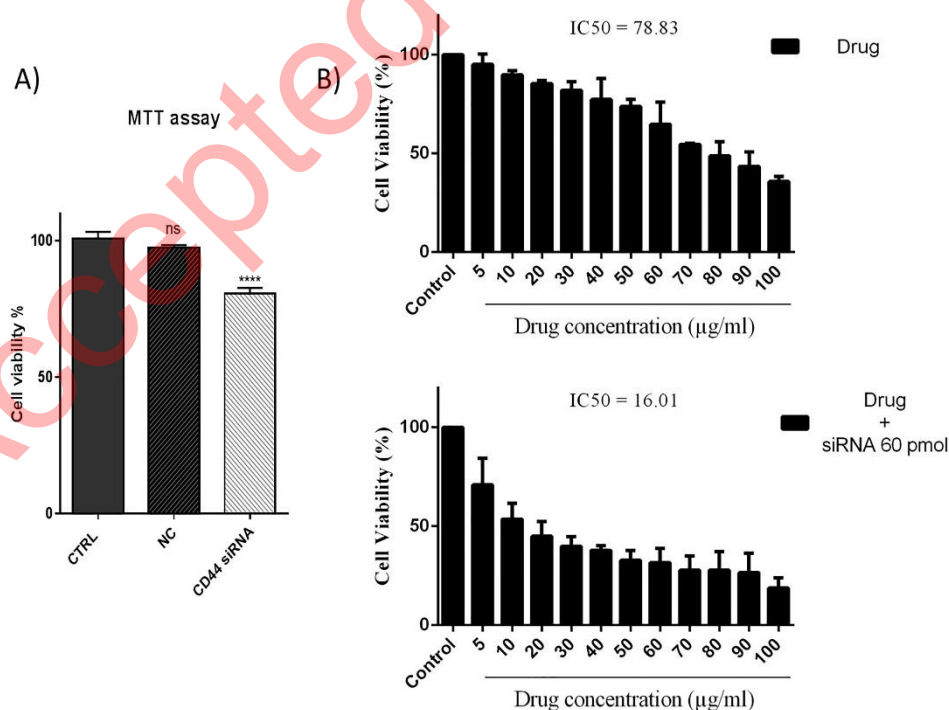 Accepted
A)
MTT assay
Cell viability %
100
50
0
ns
****
CTRL
NC
CD44 siRNA
B)
IC50 = 78.83
Drug
Cell Viability (%)
100
50
0
Control
5
10
20
30
40
50
60
70
80
90
100
Drug concentration (µg/ml)
IC50 = 16.01
Drug
+
siRNA 60 pmol
Cell Viability (%)
100
50
0
Control
5
10
20
30
40
50
60
70
80
90
100
Drug concentration (µg/ml)